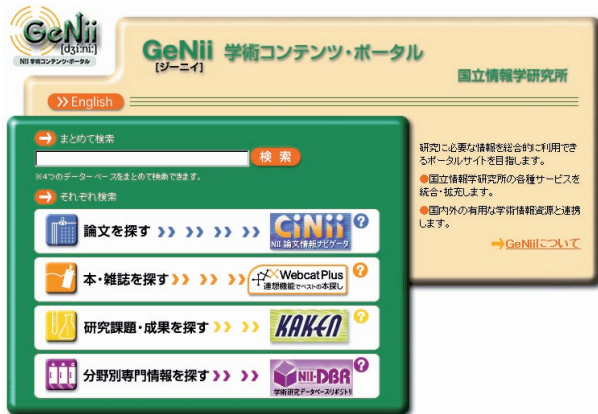 GeNii
[dʒi:ni:]
NII 学術コンテンツ・ポータル
GeNii 学術コンテンツ・ポータル
[ジーニイ]
国立情報学研究所
English
まとめて検索
検索
※4つのデーターベースをまとめて検索できます。
それぞれ検索
論文を探す
CiNii
NII 論文情報ナビゲータ
?
本・雑誌を探す
Webcat Plus
連想機能でベストの本探し
?
研究課題・成果を探す
KAKEN
?
分野別専門情報を探す
NII-DBR
学術研究データベース・リポジトリ
?
研究に必要な情報を総合的に利用でき
るポータルサイトを目指します。
●国立情報学研究所の各種サービスを
統合・拡充します。
●国内外の有用な学術情報資源と連携
します。
GeNiiについて